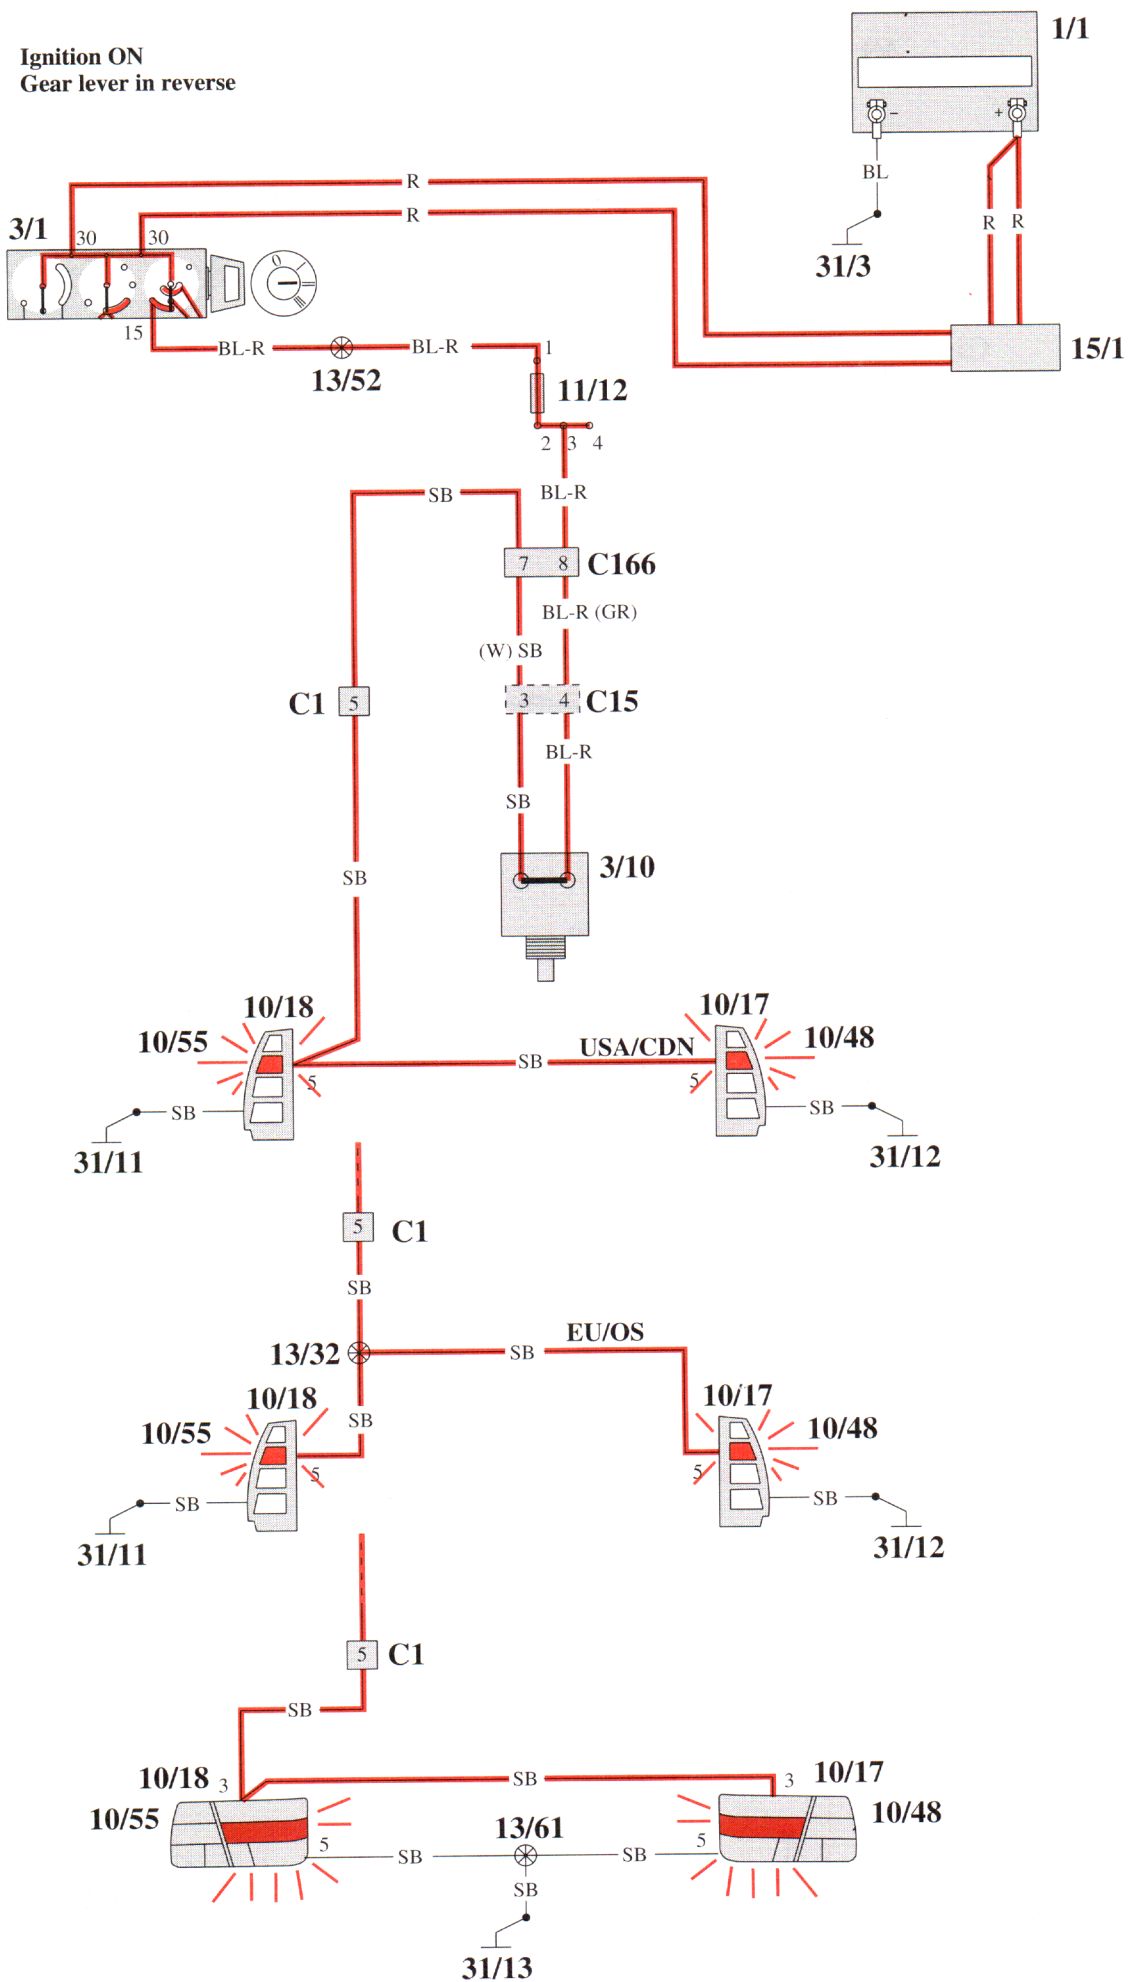 1/1
Ignition ON
Gear lever in reverse
− +
BL
R
R
R R
3/1
30 30
0
31/3
15
BL-R BL-R 1
15/1
13/52
11/12
2 3 4
SB BL-R
7 8 C166
BL-R (GR)
(W) SB
C1 5 3 4 C15
BL-R
SB
3/10
SB
10/18 10/17
10/55 10/48
USA/CDN
SB
5 5
SB SB
31/11 31/12
5 C1
SB
EU/OS
13/32 SB
10/18 10/17
10/55 SB 10/48
5 5
SB SB
31/11 31/12
5 C1
SB
10/18 3 SB 3 10/17
10/55 10/48
13/61
5 5
SB SB
SB
31/13